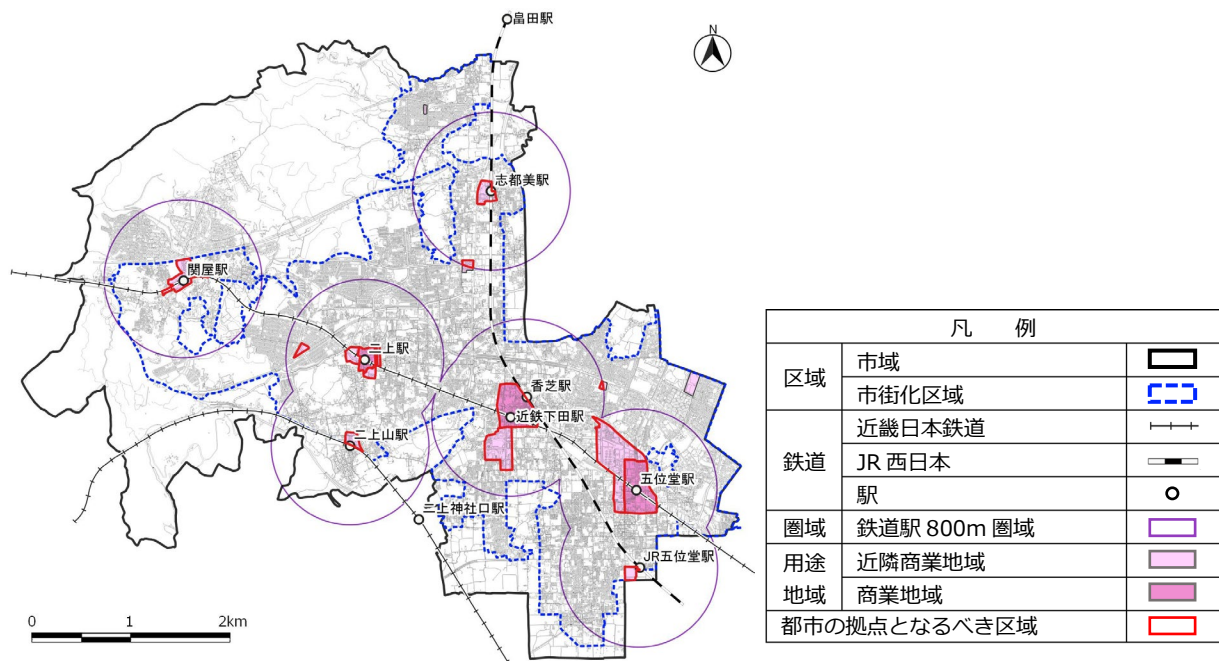 畠田駅
N
志都美駅
関屋駅
二上駅
香芝駅
近鉄下田駅
二上山駅
五位堂駅
二上神社口駅
JR五位堂駅
0 1 2km
凡 例
区域
市域
市街化区域
鉄道
近畿日本鉄道
JR 西日本
駅
圏域
鉄道駅 800m 圏域
用途
地域
近隣商業地域
商業地域
都市の拠点となるべき区域